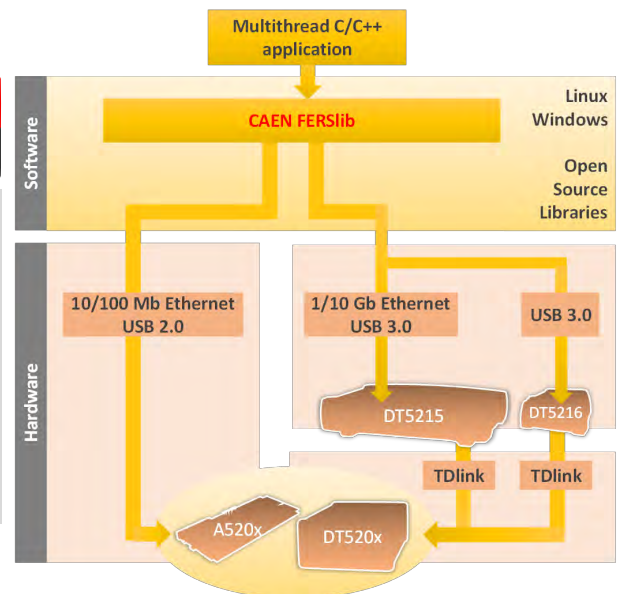 Multithread C/C++
application
CAEN FERSlib
Linux
Windows
Open
Source
Libraries
Software
10/100 Mb Ethernet
USB 2.0
1/10 Gb Ethernet
USB 3.0
USB 3.0
Hardware
DT5215
DT5216
TDlink
TDlink
A520x
DT520x